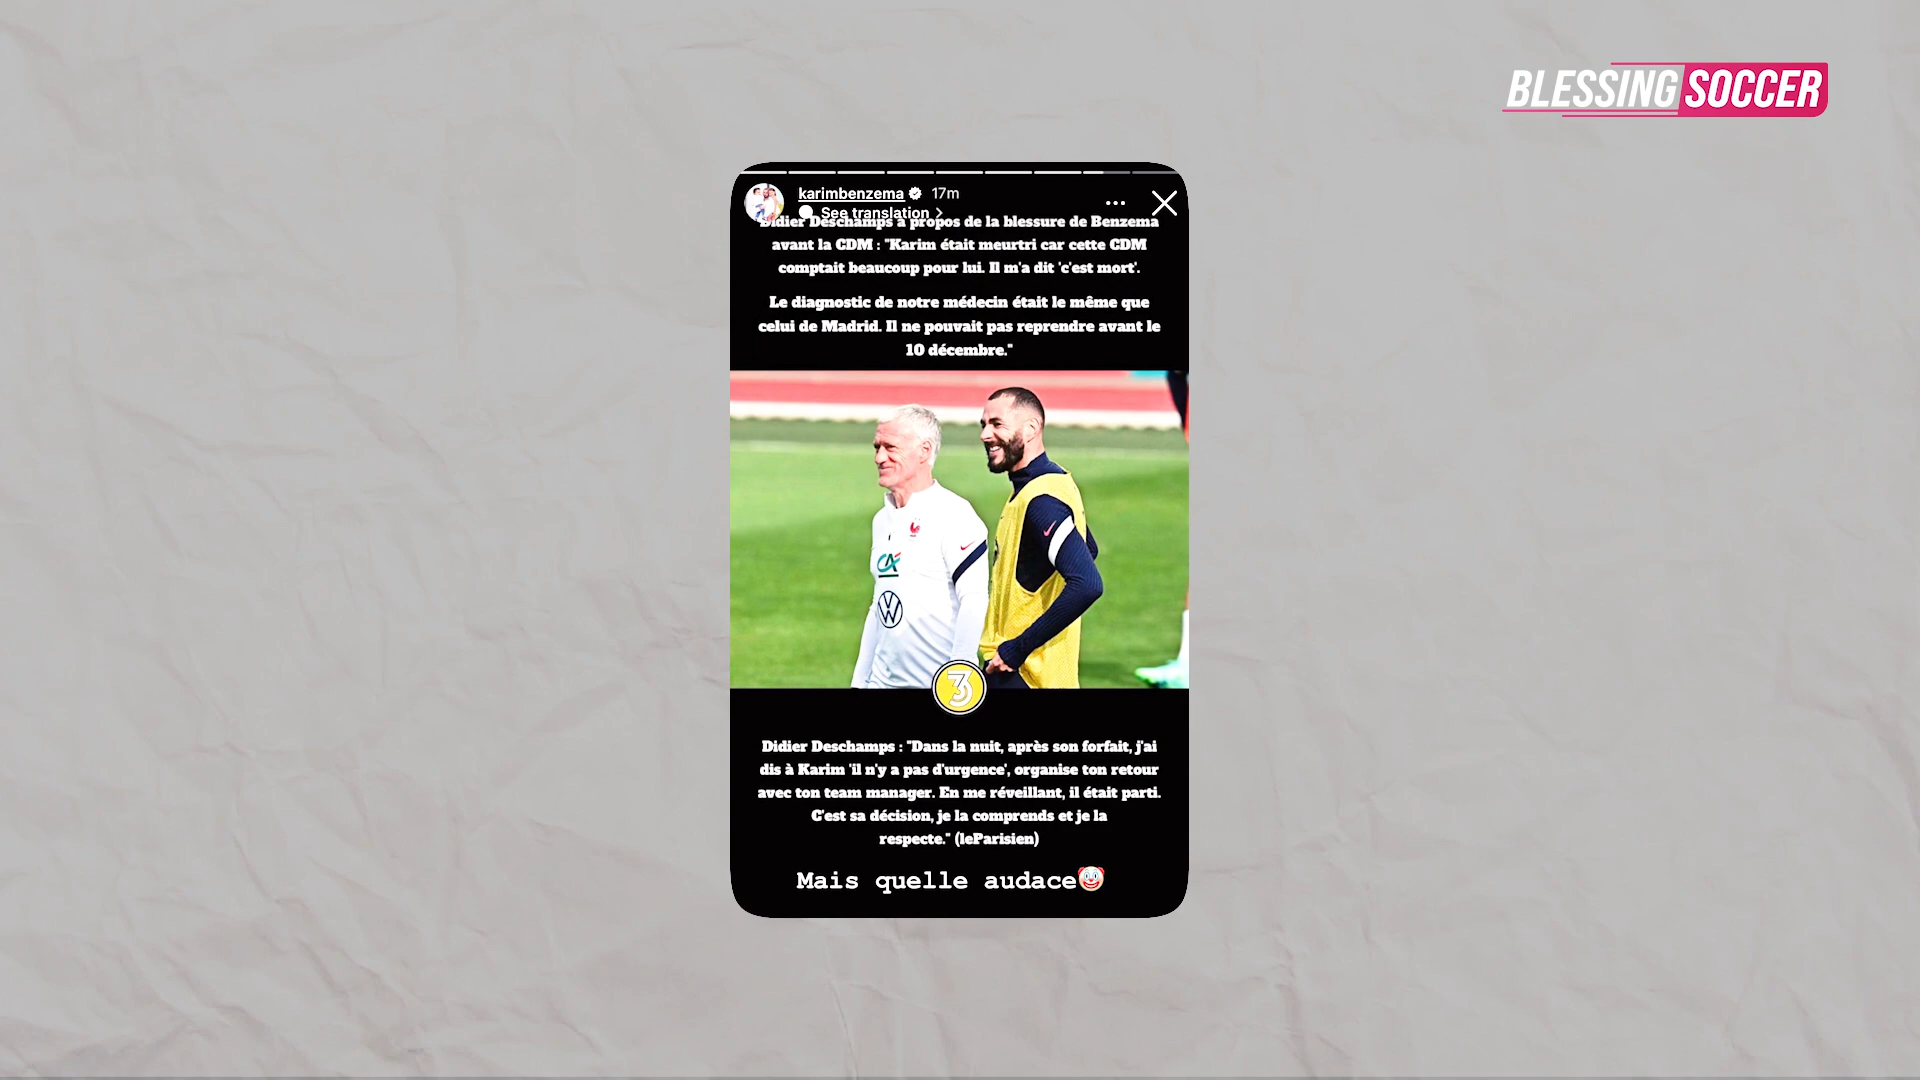 BLESSING SOCCER
karimbenzema 17m
See translation >
Didier Deschamps à propos de la blessure de Benzema
avant la CDM : "Karim était meurtri car cette CDM
comptait beaucoup pour lui. Il m'a dit 'c'est mort'.
Le diagnostic de notre médecin était le même que
celui de Madrid. Il ne pouvait pas reprendre avant le
10 décembre."
CA
3
Didier Deschamps : "Dans la nuit, après son forfait, j'ai
dis à Karim 'il n'y a pas d'urgence', organise ton retour
avec ton team manager. En me réveillant, il était parti.
C'est sa décision, je la comprends et je la
respecte." (leParisien)
Mais quelle audace🤡